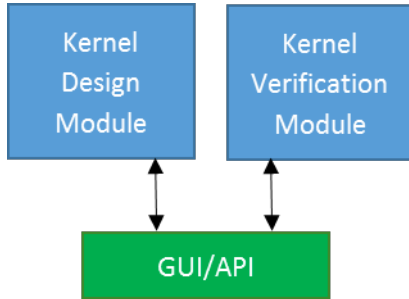 Kernel
Design
Module
Kernel
Verification
Module
GUI/API